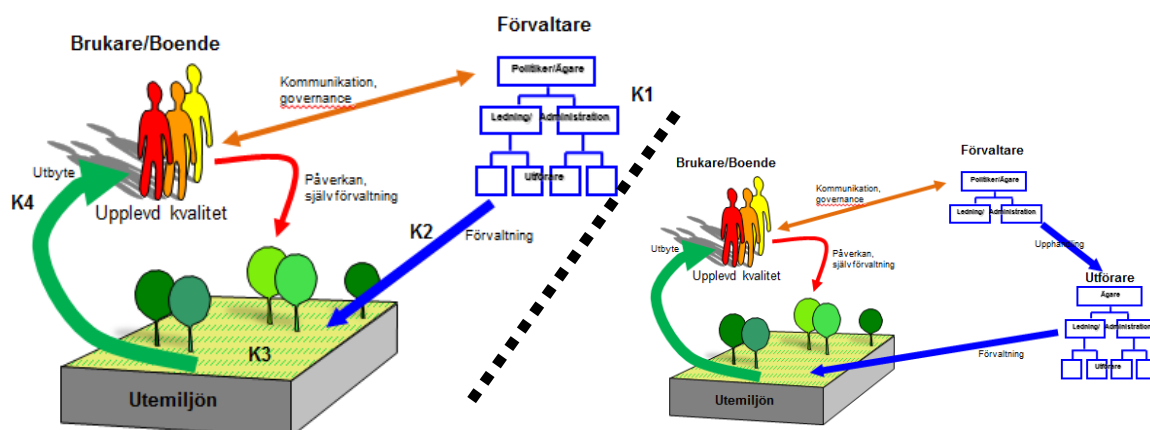 Förvaltare
Brukare/Boende
Politiker/Ägare
Kommunikation,
governance
K1
Ledning/ Administration
Utförare
Utbyte
Påverkan,
självförvaltning
K4
Upplevd kvalitet
K2
Förvaltning
K3
Utemiljön
Förvaltare
Brukare/Boende
Politiker/Ägare
Kommunikation,
governance
Ledning/ Administration
Upphandling
Utbyte
Påverkan,
självförvaltning
Upplevd kvalitet
Utförare
Ägare
Ledning/ Administration
Förvaltning
Utförare
Utemiljön